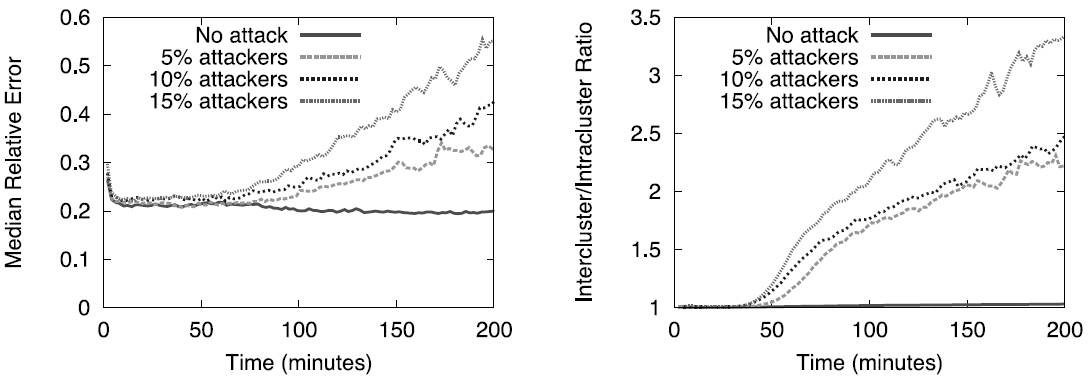 0.6
0.5
0.4
0.3
0.2
0.1
0
Median Relative Error
No attack
5% attackers
10% attackers
15% attackers
0 50 100 150 200
Time (minutes)
3.5
3
2.5
2
1.5
1
Intercluster/Intracluster Ratio
No attack
5% attackers
10% attackers
15% attackers
0 50 100 150 200
Time (minutes)